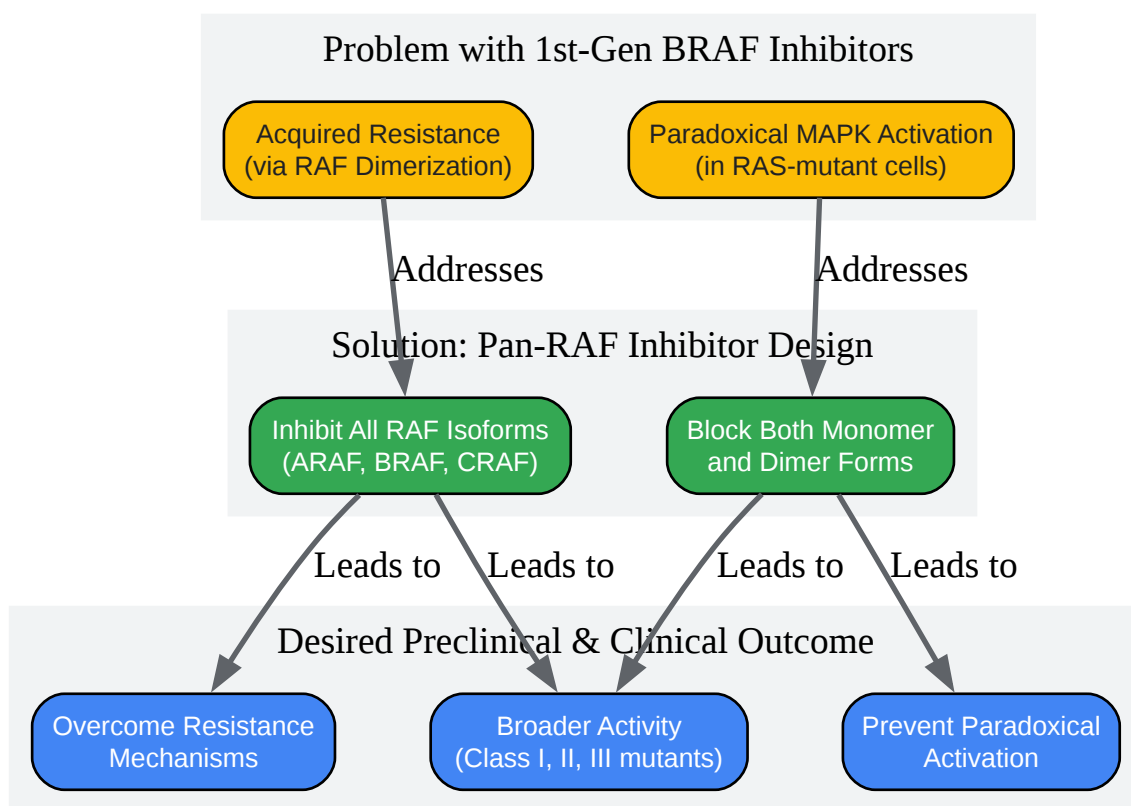 Problem with 1st-Gen BRAF Inhibitors
Acquired Resistance
(via RAF Dimerization)
Paradoxical MAPK Activation
(in RAS-mutant cells)
Addresses
Addresses
Solution: Pan-RAF Inhibitor Design
Inhibit All RAF Isoforms
(ARAF, BRAF, CRAF)
Block Both Monomer
and Dimer Forms
Leads to
Leads to
Leads to
Leads to
Desired Preclinical & Clinical Outcome
Overcome Resistance
Mechanisms
Broader Activity
(Class I, II, III mutants)
Prevent Paradoxical
Activation